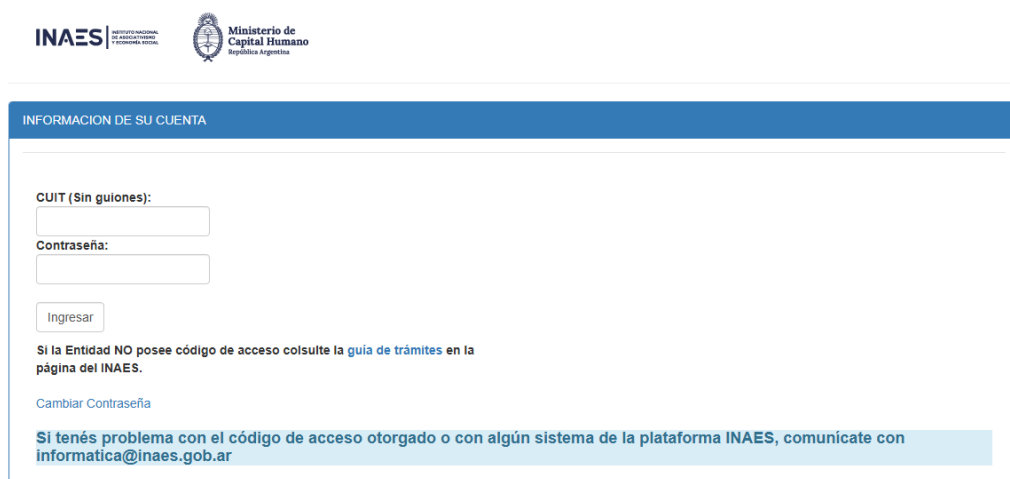 INAES
INSTITUTO NACIONAL
DE ASOCIATIVISMO
Y ECONOMÍA SOCIAL
Ministerio de
Capital Humano
República Argentina
INFORMACION DE SU CUENTA
CUIT (Sin guiones):
Contraseña:
Ingresar
Si la Entidad NO posee código de acceso colsulte la guía de trámites en la
página del INAES.
Cambiar Contraseña
Si tenés problema con el código de acceso otorgado o con algún sistema de la plataforma INAES, comunícate con
informatica@inaes.gob.ar